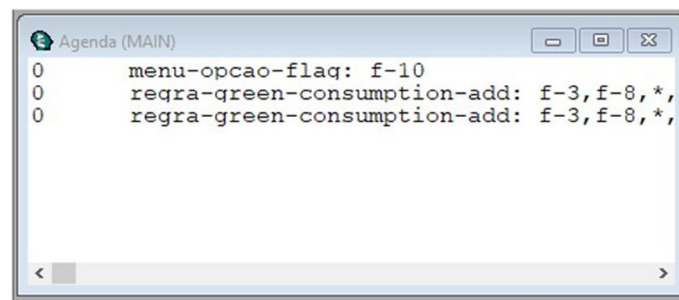 Agenda (MAIN)
0 menu-opcao-flag: f-10
0 regra-green-consumption-add: f-3,f-8,*,
0 regra-green-consumption-add: f-3,f-8,*,